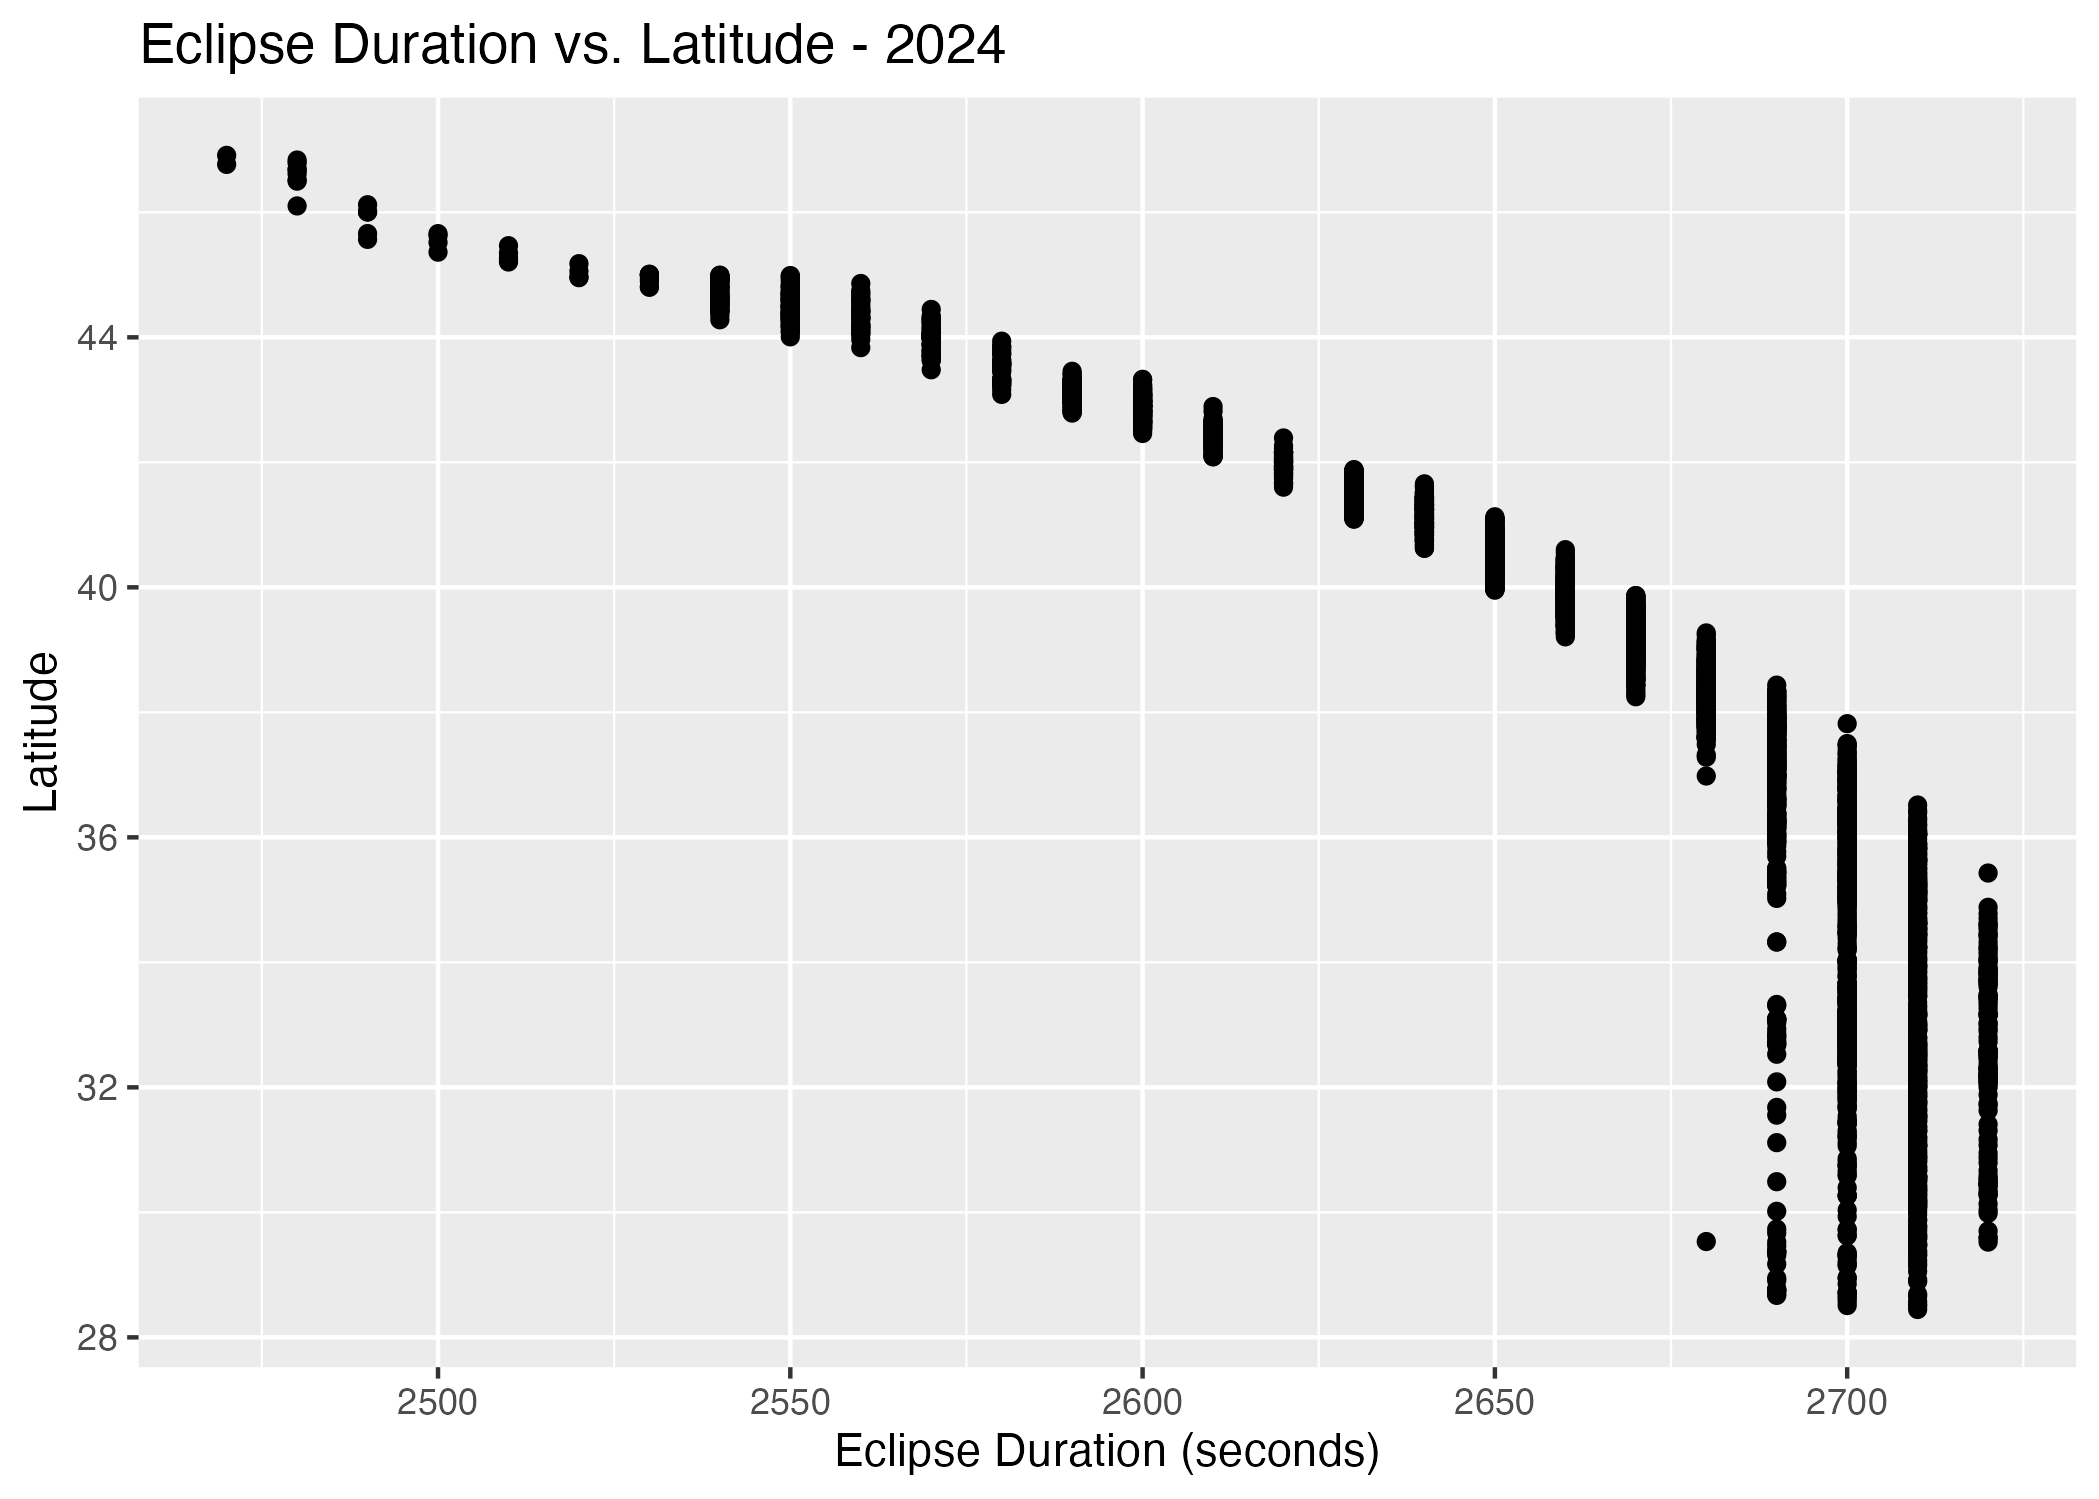 Eclipse Duration vs. Latitude - 2024
44
40
36
32
28
Latitude
2500 2550 2600 2650 2700
Eclipse Duration (seconds)